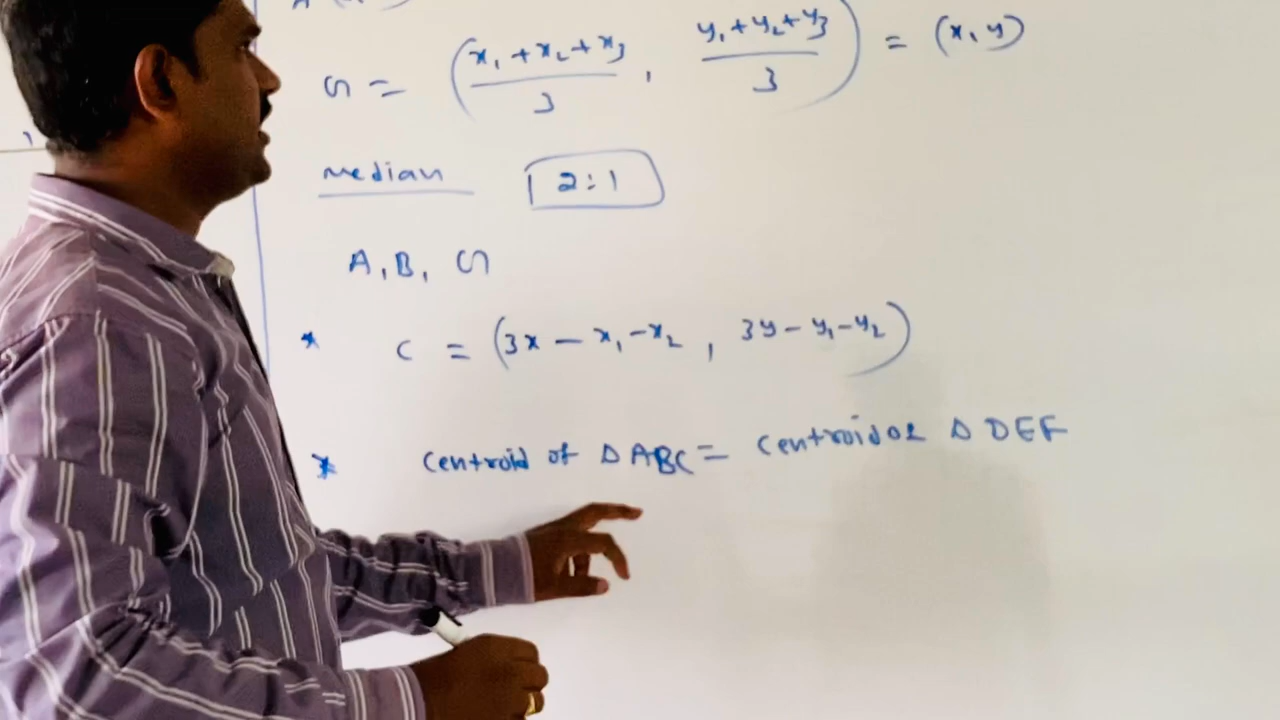 G = (x₁+x₂+x₃/3, y₁+y₂+y₃/3) = (x, y)
median 2:1
A, B, G
* C = (3x - x₁ - x₂, 3y - y₁ - y₂)
* centroid of Δ ABC = centroid of Δ DEF